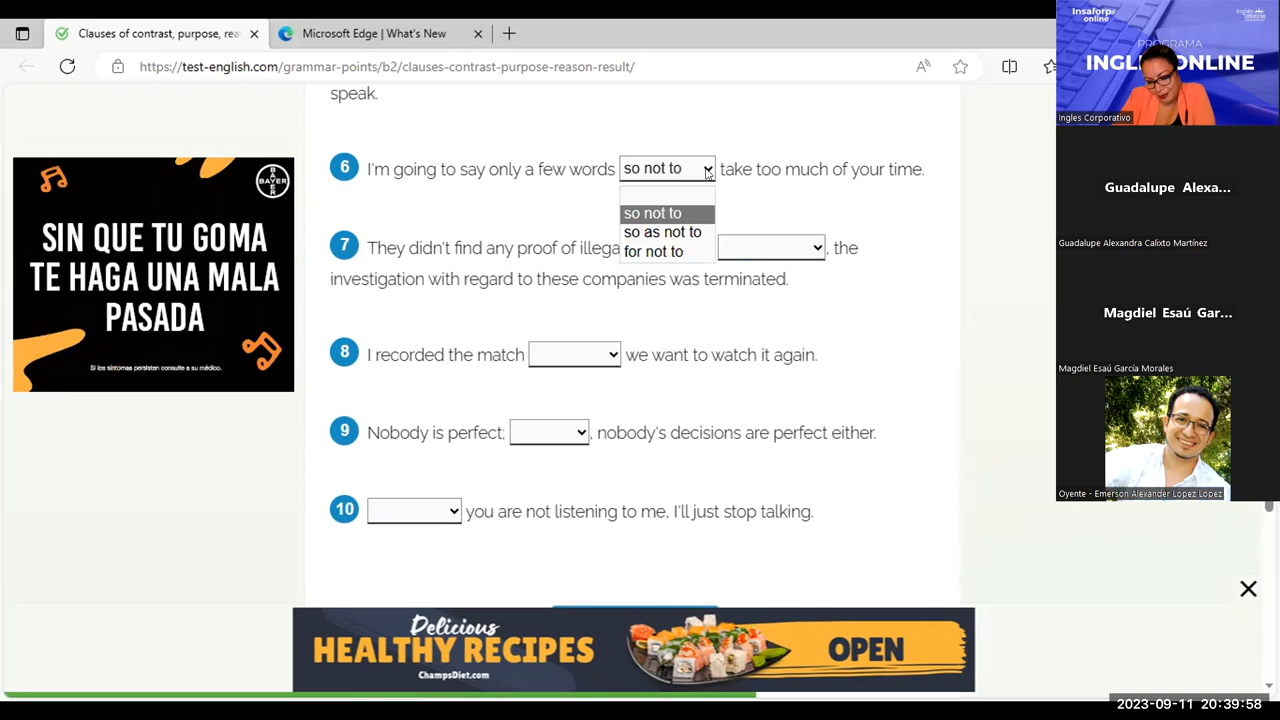 Clauses of contrast, purpose, rea
Microsoft Edge | What's New
https://test-english.com/grammar-points/b2/clauses-contrast-purpose-reason-result/
speak.
6 I'm going to say only a few words so not to take too much of your time.
so not to
so as not to
for not to
7 They didn't find any proof of illega , the
investigation with regard to these companies was terminated.
8 I recorded the match we want to watch it again.
9 Nobody is perfect; , nobody's decisions are perfect either.
10 you are not listening to me, I'll just stop talking.
BAYER
BAYER
SIN QUE TU GOMA
TE HAGA UNA MALA
PASADA
Si los síntomas persisten consulte a su médico.
Delicious
HEALTHY RECIPES
ChampsDiet.com
OPEN
Insaforp
online
PROGRAMA
INGL ONLINE
Ingles Corporativo
Guadalupe Alexa...
Guadalupe Alexandra Calixto Martínez
Magdiel Esaú Gar...
Magdiel Esaú García Morales
Oyente - Emerson Alexander Lopez Lopez
2023-09-11 20:39:58